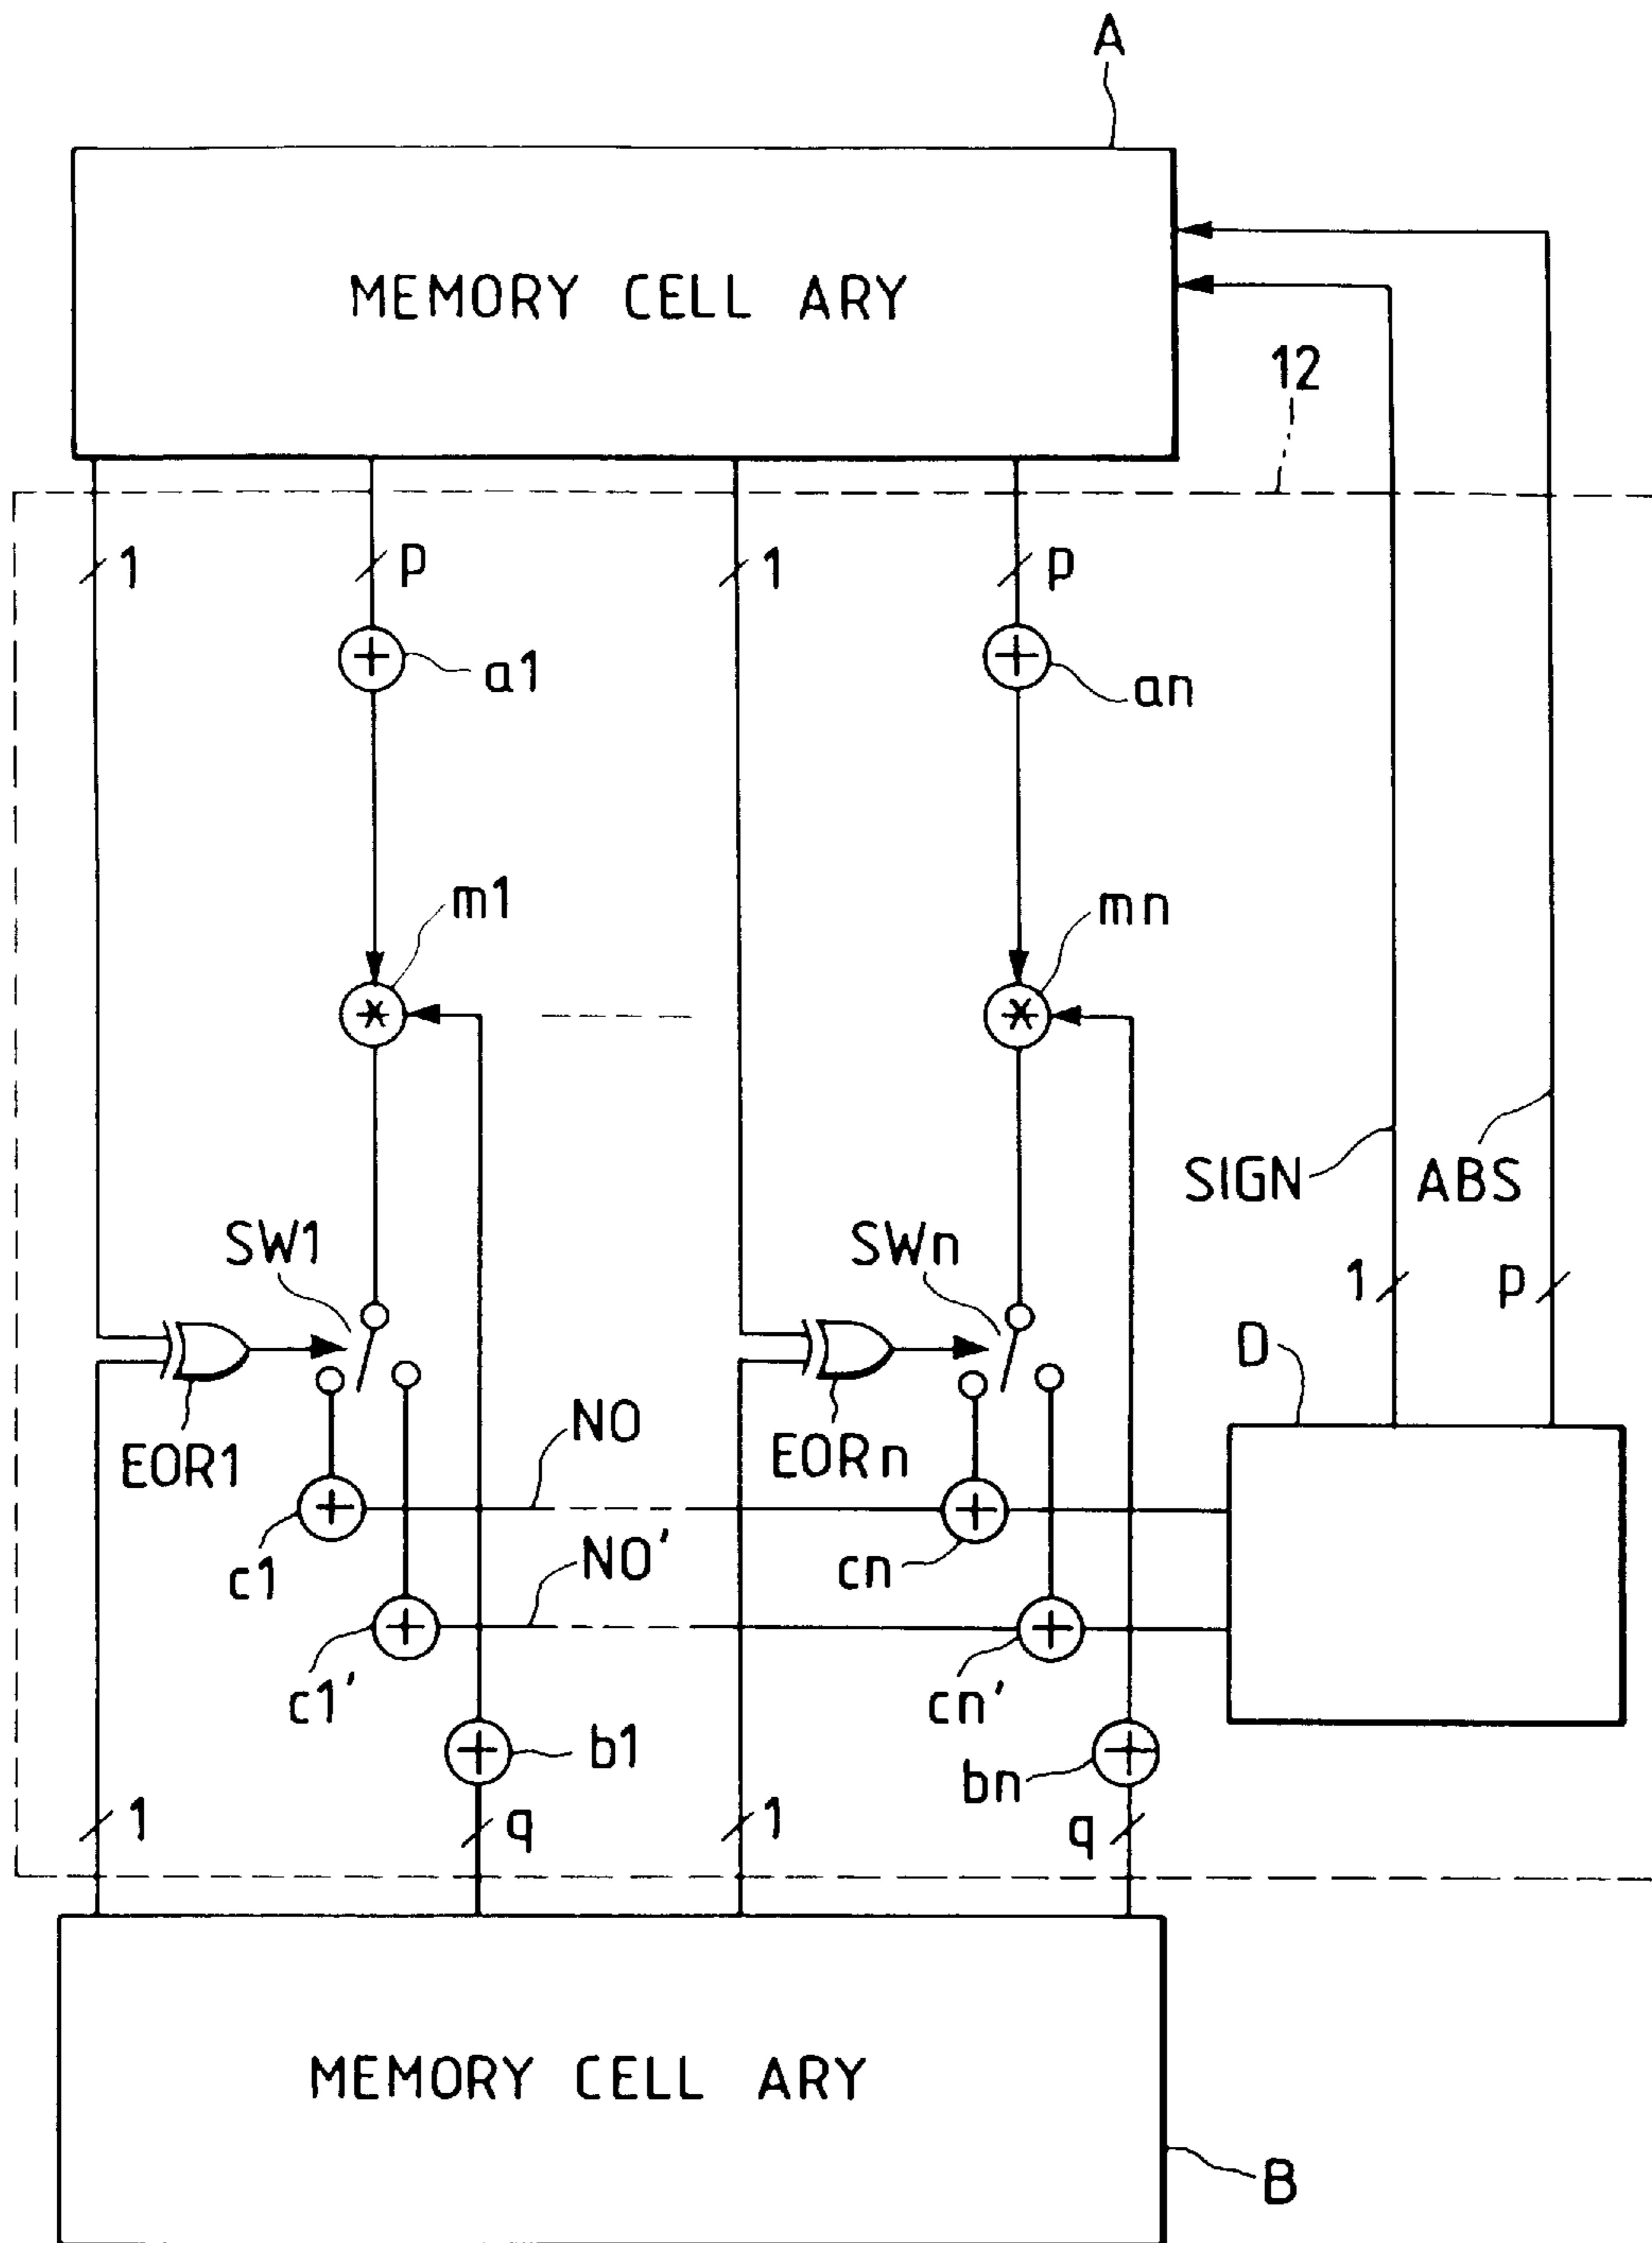 A
MEMORY CELL ARY
12
1
p
1
p
a1
an
m1
mn
*
*
SIGN
ABS
SW1
SWn
1
p
D
EOR1
NO
EORn
c1
NO'
cn
c1'
cn'
b1
bn
1
q
1
q
MEMORY CELL ARY
B